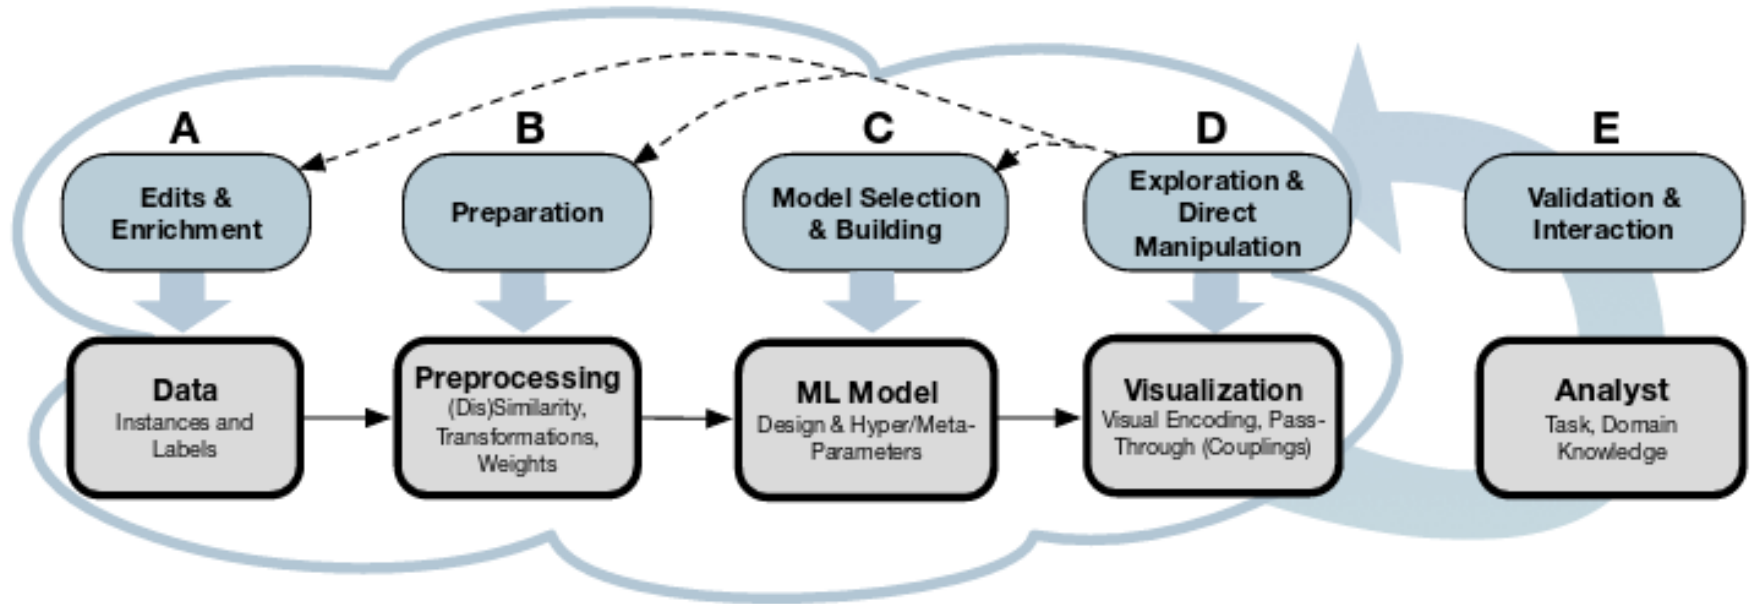 A
B
C
D
E
Edits &
Enrichment
Preparation
Model Selection
& Building
Exploration &
Direct
Manipulation
Validation &
Interaction
Data
Instances and
Labels
Preprocessing
(Dis)Similarity,
Transformations,
Weights
ML Model
Design & Hyper/Meta-
Parameters
Visualization
Visual Encoding, Pass-
Through (Couplings)
Analyst
Task, Domain
Knowledge